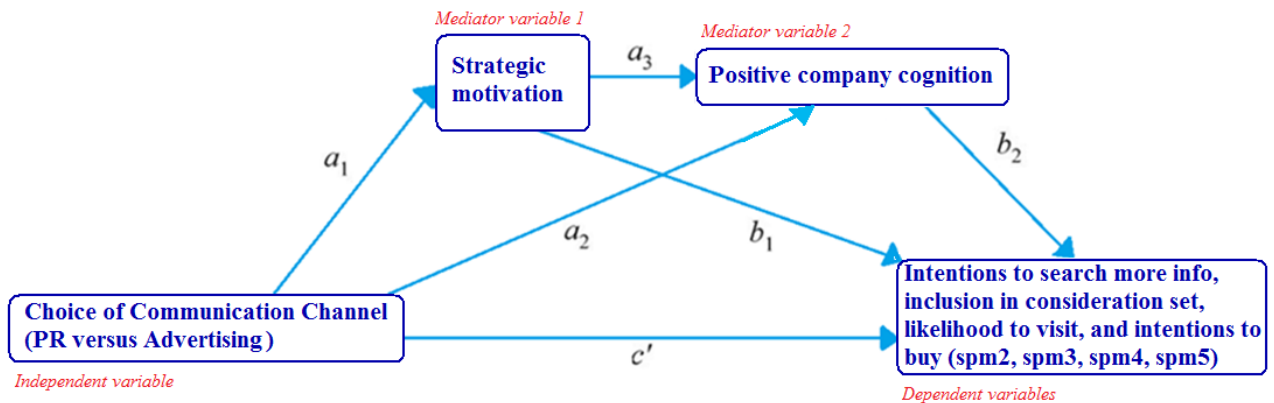 Mediator variable 1
Strategic
motivation
a3
Mediator variable 2
Positive company cognition
a1
a2
b1
b2
Choice of Communication Channel
(PR versus Advertising)
Independent variable
c′
Intentions to search more info,
inclusion in consideration set,
likelihood to visit, and intentions to
buy (spm2, spm3, spm4, spm5)
Dependent variables